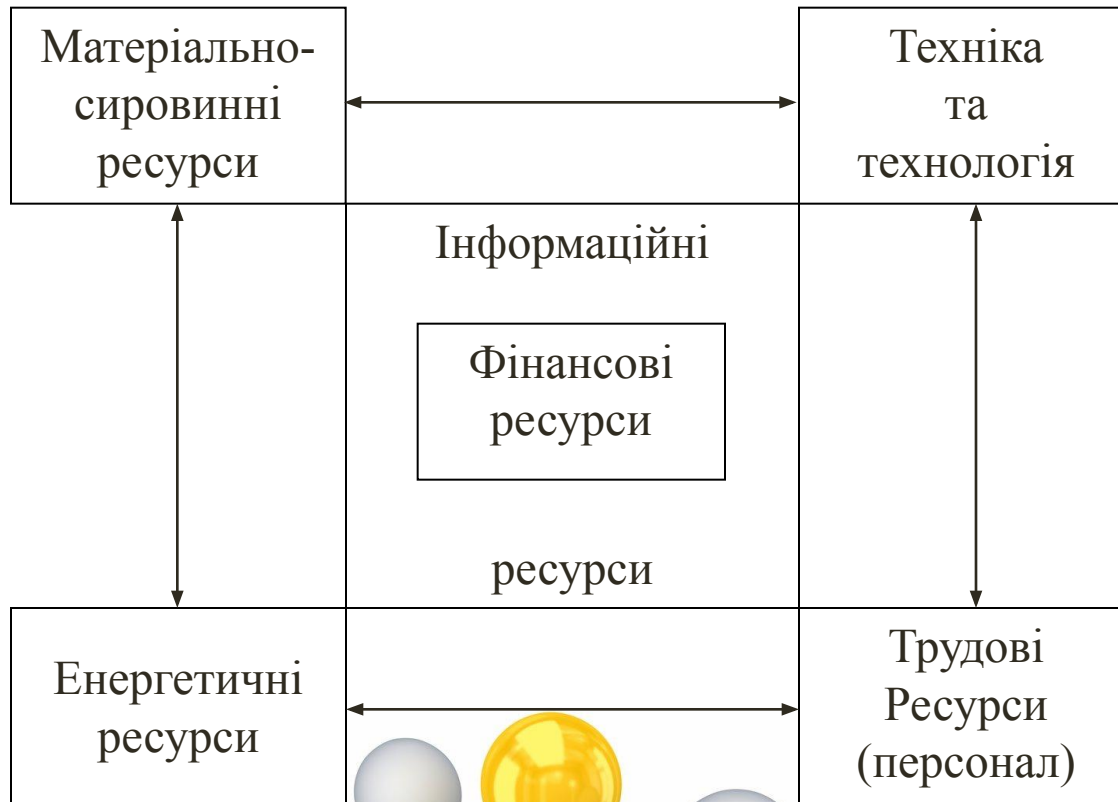 Матеріально-
сировинні
ресурси
Техніка
та
технологія
Інформаційні
Фінансові
ресурси
ресурси
Енергетичні
ресурси
Трудові
Ресурси
(персонал)